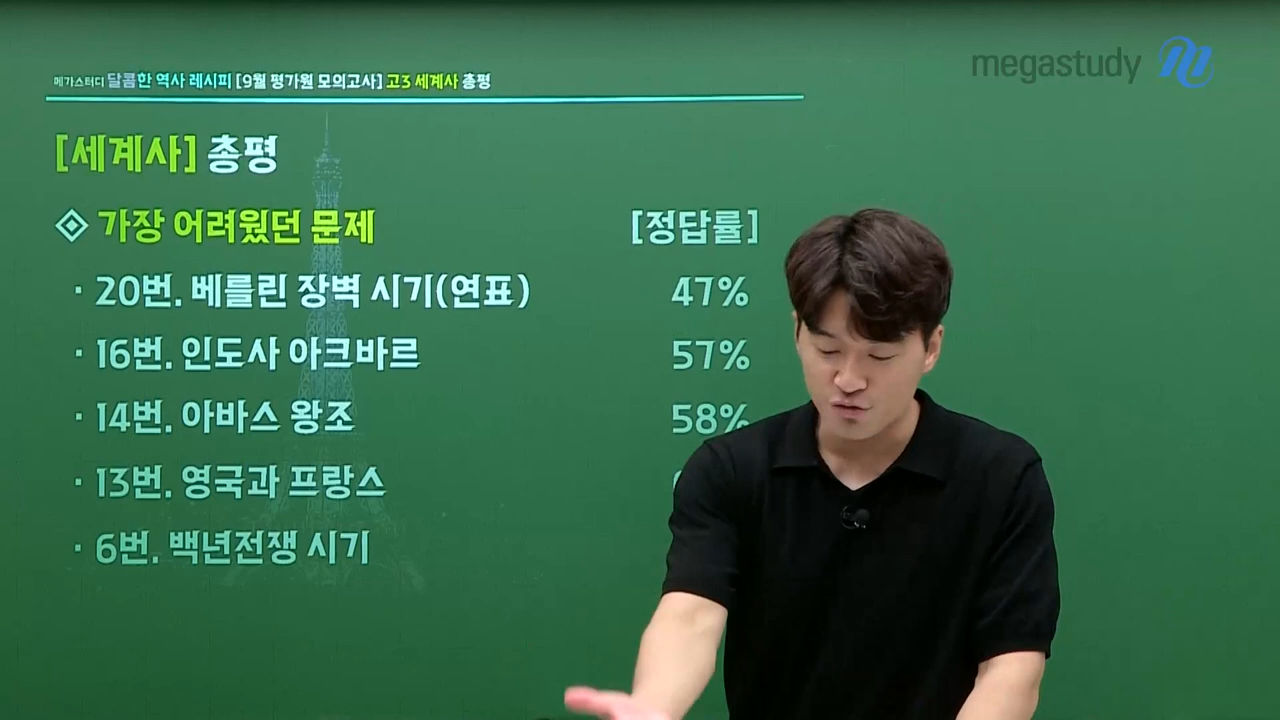 megastudy
메가스터디 달콤한 역사 레시피 [9월 평가원 모의고사] 고3 세계사 총평
[세계사] 총평
가장 어려웠던 문제 [정답률]
· 20번. 베를린 장벽 시기(연표) 47%
· 16번. 인도사 아크바르 57%
· 14번. 아바스 왕조 58%
· 13번. 영국과 프랑스
· 6번. 백년전쟁 시기